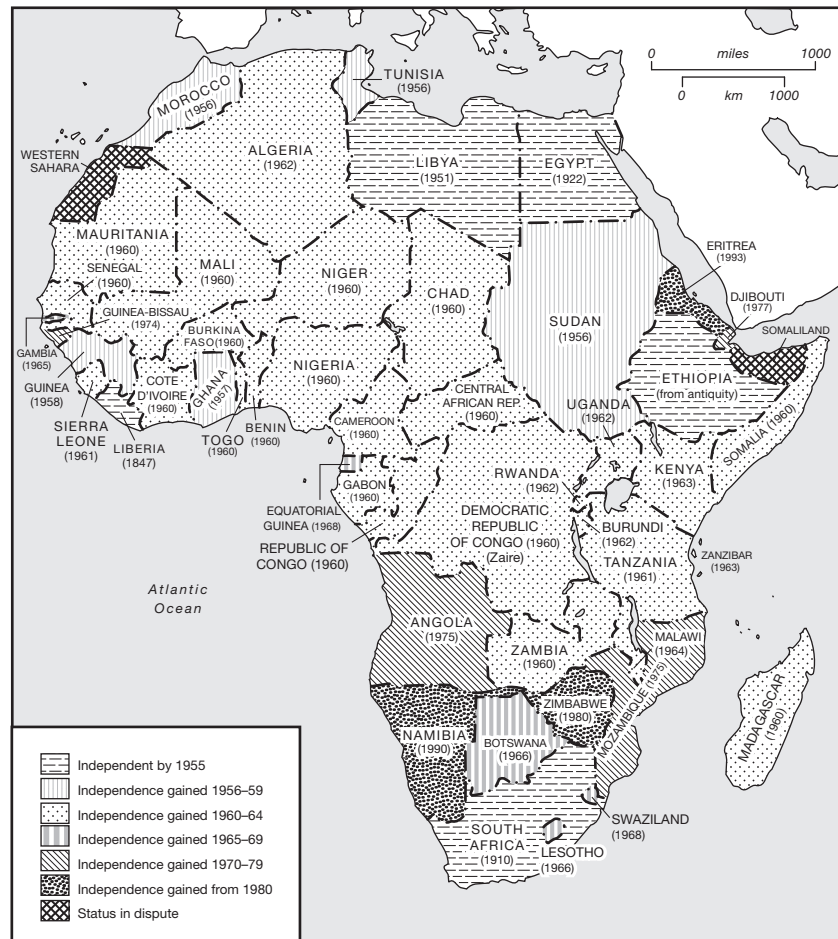 0 miles 1000
0 km 1000
TUNISIA
(1956)
MOROCCO
(1956)
ALGERIA
(1962)
WESTERN
SAHARA
LIBYA
(1951)
EGYPT
(1922)
MAURITANIA
(1960)
MALI
(1960)
NIGER
(1960)
CHAD
(1960)
SUDAN
(1956)
ERITREA
(1993)
DJIBOUTI
(1977)
SOMALILAND
SENEGAL
(1960)
GUINEA-BISSAU
(1974)
GAMBIA
(1965)
BURKINA
FASO(1960)
NIGERIA
(1960)
ETHIOPIA
(from antiquity)
GUINEA
(1958)
COTE
D'IVOIRE
(1960)
GHANA
(1957)
SIERRA
LEONE
(1961)
LIBERIA
(1847)
TOGO
(1960)
BENIN
(1960)
CAMEROON
(1960)
CENTRAL
AFRICAN REP.
(1960)
UGANDA
(1962)
SOMALIA (1960)
KENYA
(1963)
EQUATORIAL
GUINEA (1968)
GABON
(1960)
REPUBLIC OF
CONGO (1960)
RWANDA
(1962)
DEMOCRATIC
REPUBLIC
OF CONGO (1960)
(Zaire)
BURUNDI
(1962)
TANZANIA
(1961)
ZANZIBAR
(1963)
Atlantic
Ocean
ANGOLA
(1975)
ZAMBIA
(1960)
MALAWI
(1964)
MOZAMBIQUE (1975)
MADAGASCAR
(1960)
NAMIBIA
(1990)
ZIMBABWE
(1980)
BOTSWANA
(1966)
SWAZILAND
(1968)
SOUTH
AFRICA
(1910)
LESOTHO
(1966)
Independent by 1955
Independence gained 1956–59
Independence gained 1960–64
Independence gained 1965–69
Independence gained 1970–79
Independence gained from 1980
Status in dispute